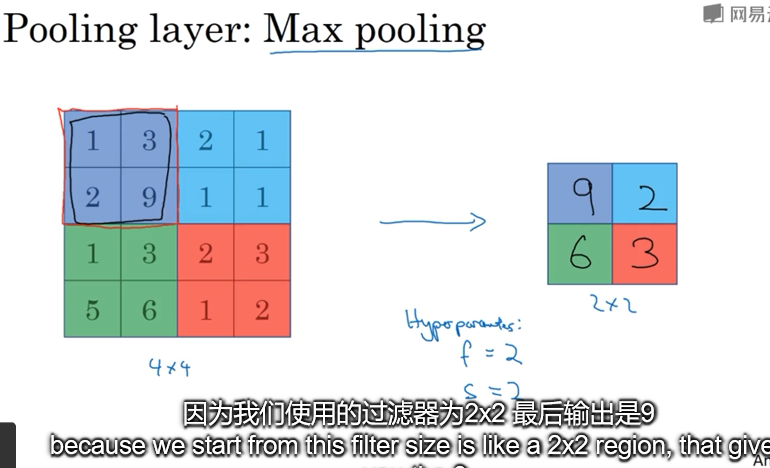 Pooling layer: Max pooling
网易
1 3 2 1
2 9 1 1
1 3 2 3
5 6 1 2
4×4
9 2
6 3
2×2
Hyperparameters:
f = 2
s = 2
因为我们使用的过滤器为2x2 最后输出是9
because we start from this filter size is like a 2x2 region, that give